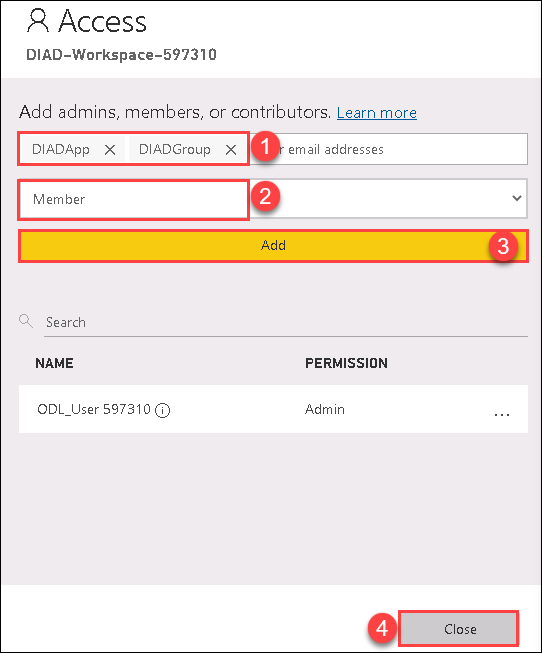 Access
DIAD-Workspace-597310
Add admins, members, or contributors. Learn more
DIADApp DIADGroup 1 email addresses
Member 2
Add 3
Search
NAME PERMISSION
ODL_User 597310 Admin ...
4 Close